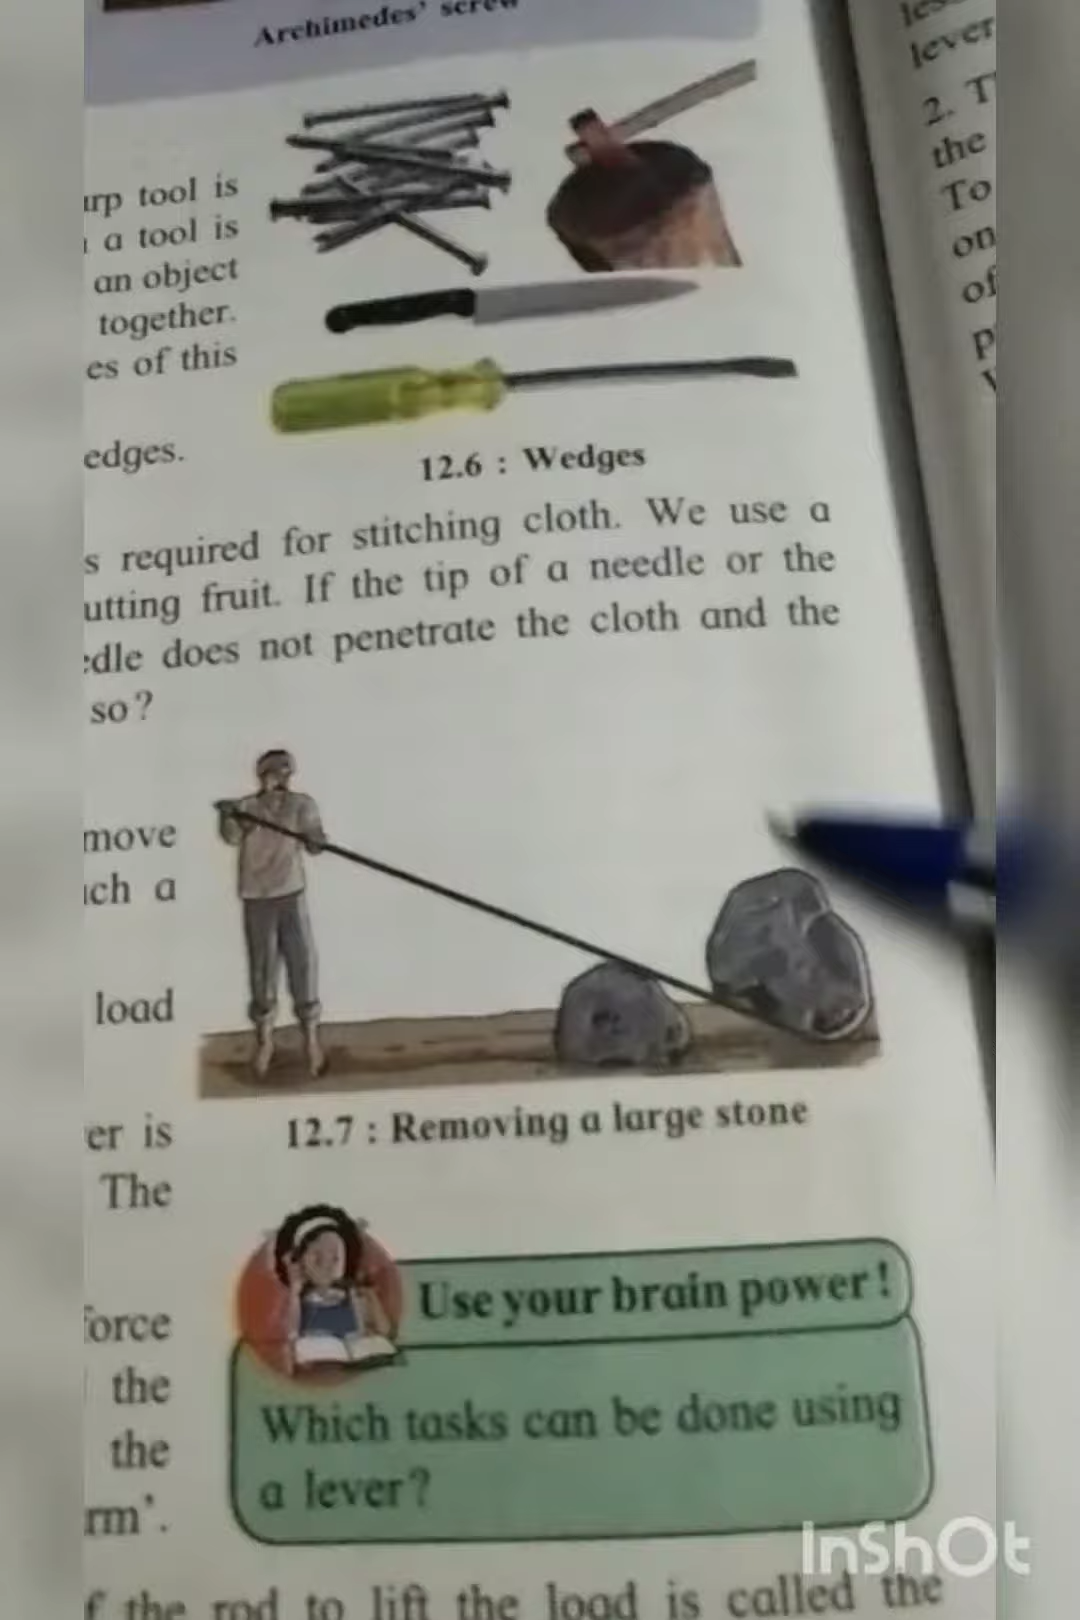 Archimedes' screw
tool is
a tool is
an object
together.
es of this
edges.
12.6 : Wedges
s required for stitching cloth. We use a
utting fruit. If the tip of a needle or the
edle does not penetrate the cloth and the
so?
move
ch a
load
12.7 : Removing a large stone
er is
The
force
the
the
rm'.
Use your brain power!
Which tasks can be done using
a lever?
f the rod to lift the load is called the
lever
2. T
the
To
on
of
InShOt